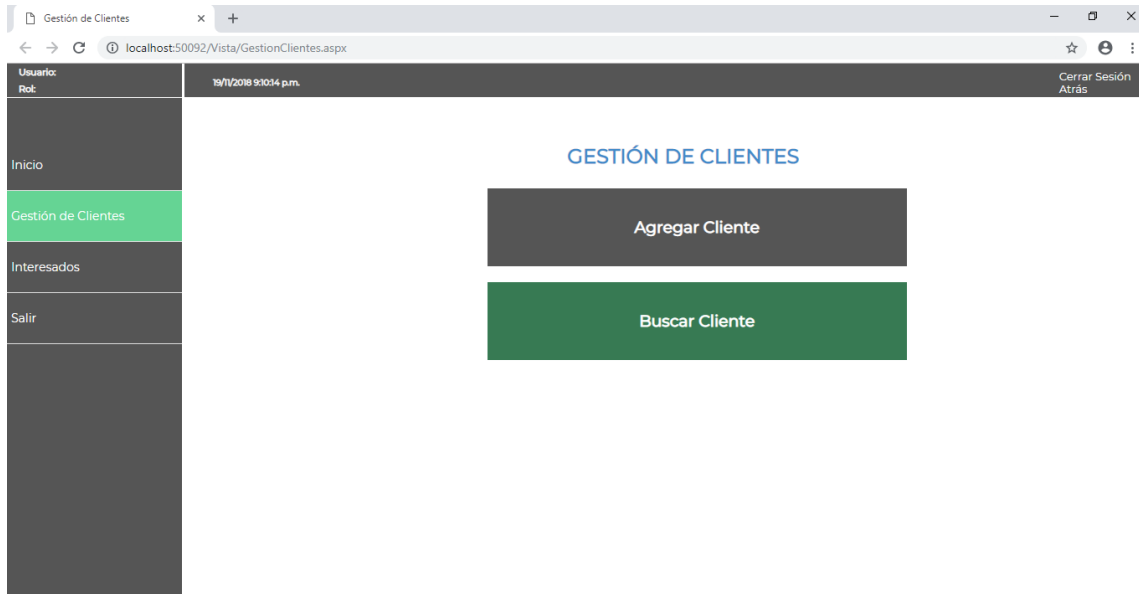 Gestión de Clientes
localhost:50092/Vista/GestionClientes.aspx
Usuario:
Rol:
19/11/2018 9:10:14 p.m.
Cerrar Sesión
Atrás
Inicio
Gestión de Clientes
Interesados
Salir
GESTIÓN DE CLIENTES
Agregar Cliente
Buscar Cliente